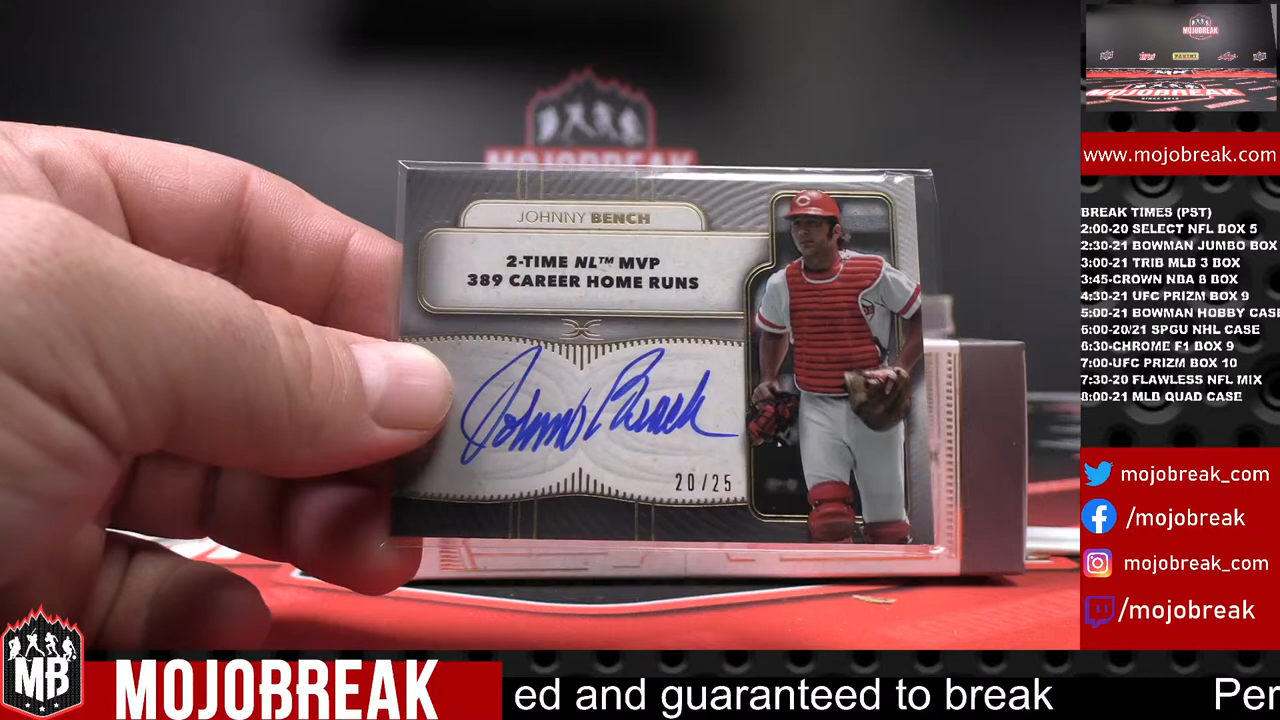 MOJOBREAK
JOHNNY BENCH
2-TIME NL™ MVP
389 CAREER HOME RUNS
Johnny Bench
20/25
C
MOJOBREAK
www.mojobreak.com
BREAK TIMES (PST)
2:00-20 SELECT NFL BOX 5
2:30-21 BOWMAN JUMBO BOX
3:00-21 TRIB MLB 3 BOX
3:45-CROWN NBA 8 BOX
4:30-21 UFC PRIZM BOX 9
5:00-21 BOWMAN HOBBY CASE
6:00-20/21 SPGU NHL CASE
6:30-CHROME F1 BOX 9
7:00-UFC PRIZM BOX 10
7:30-20 FLAWLESS NFL MIX
8:00-21 MLB QUAD CASE
mojobreak_com
/mojobreak
mojobreak_com
/mojobreak
MB
MOJOBREAK
ed and guaranteed to break Per